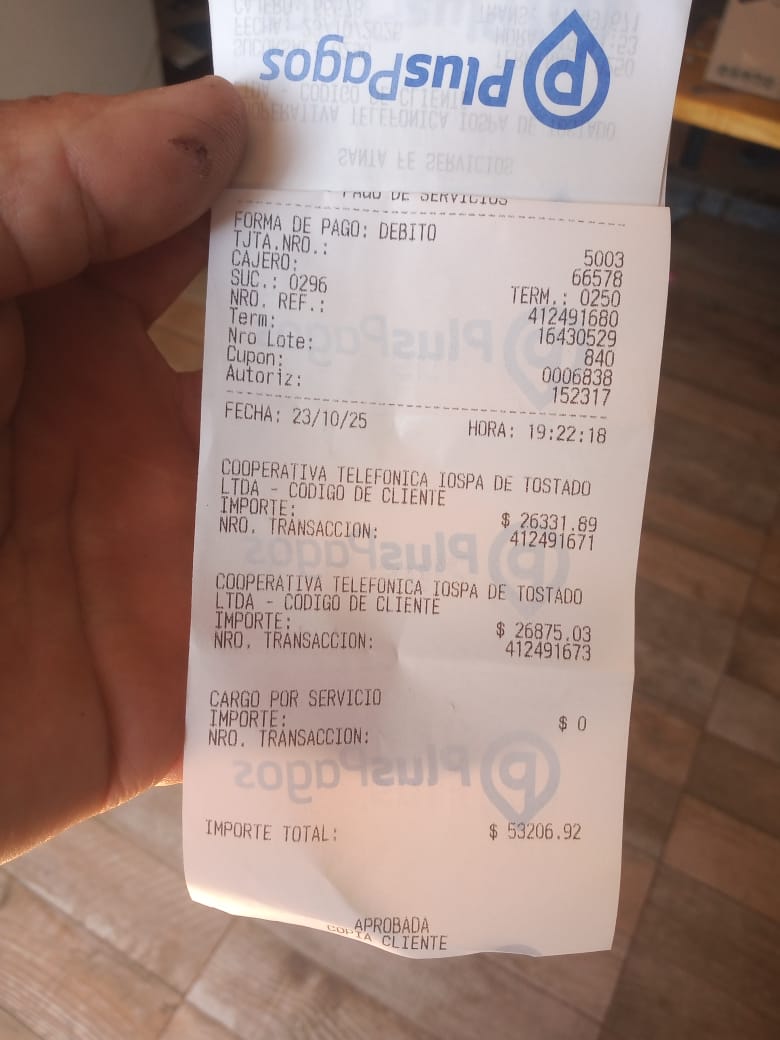 PlusPagos
SANTA FE SERVICIOS
PAGO DE SERVICIOS
FORMA DE PAGO: DEBITO
TJTA.NRO.: 5003
CAJERO: 66578
SUC.: 0296 TERM.: 0250
NRO. REF.: 412491680
Term: 16430529
Nro Lote: 840
Cupon: 0006838
Autoriz: 152317
FECHA: 23/10/25 HORA: 19:22:18
COOPERATIVA TELEFONICA IOSPA DE TOSTADO
LTDA - CODIGO DE CLIENTE
IMPORTE: $ 26331.89
NRO. TRANSACCION: 412491671
COOPERATIVA TELEFONICA IOSPA DE TOSTADO
LTDA - CODIGO DE CLIENTE
IMPORTE: $ 26875.03
NRO. TRANSACCION: 412491673
CARGO POR SERVICIO
IMPORTE: $ 0
NRO. TRANSACCION:
PlusPagos
IMPORTE TOTAL: $ 53206.92
APROBADA
COPIA CLIENTE